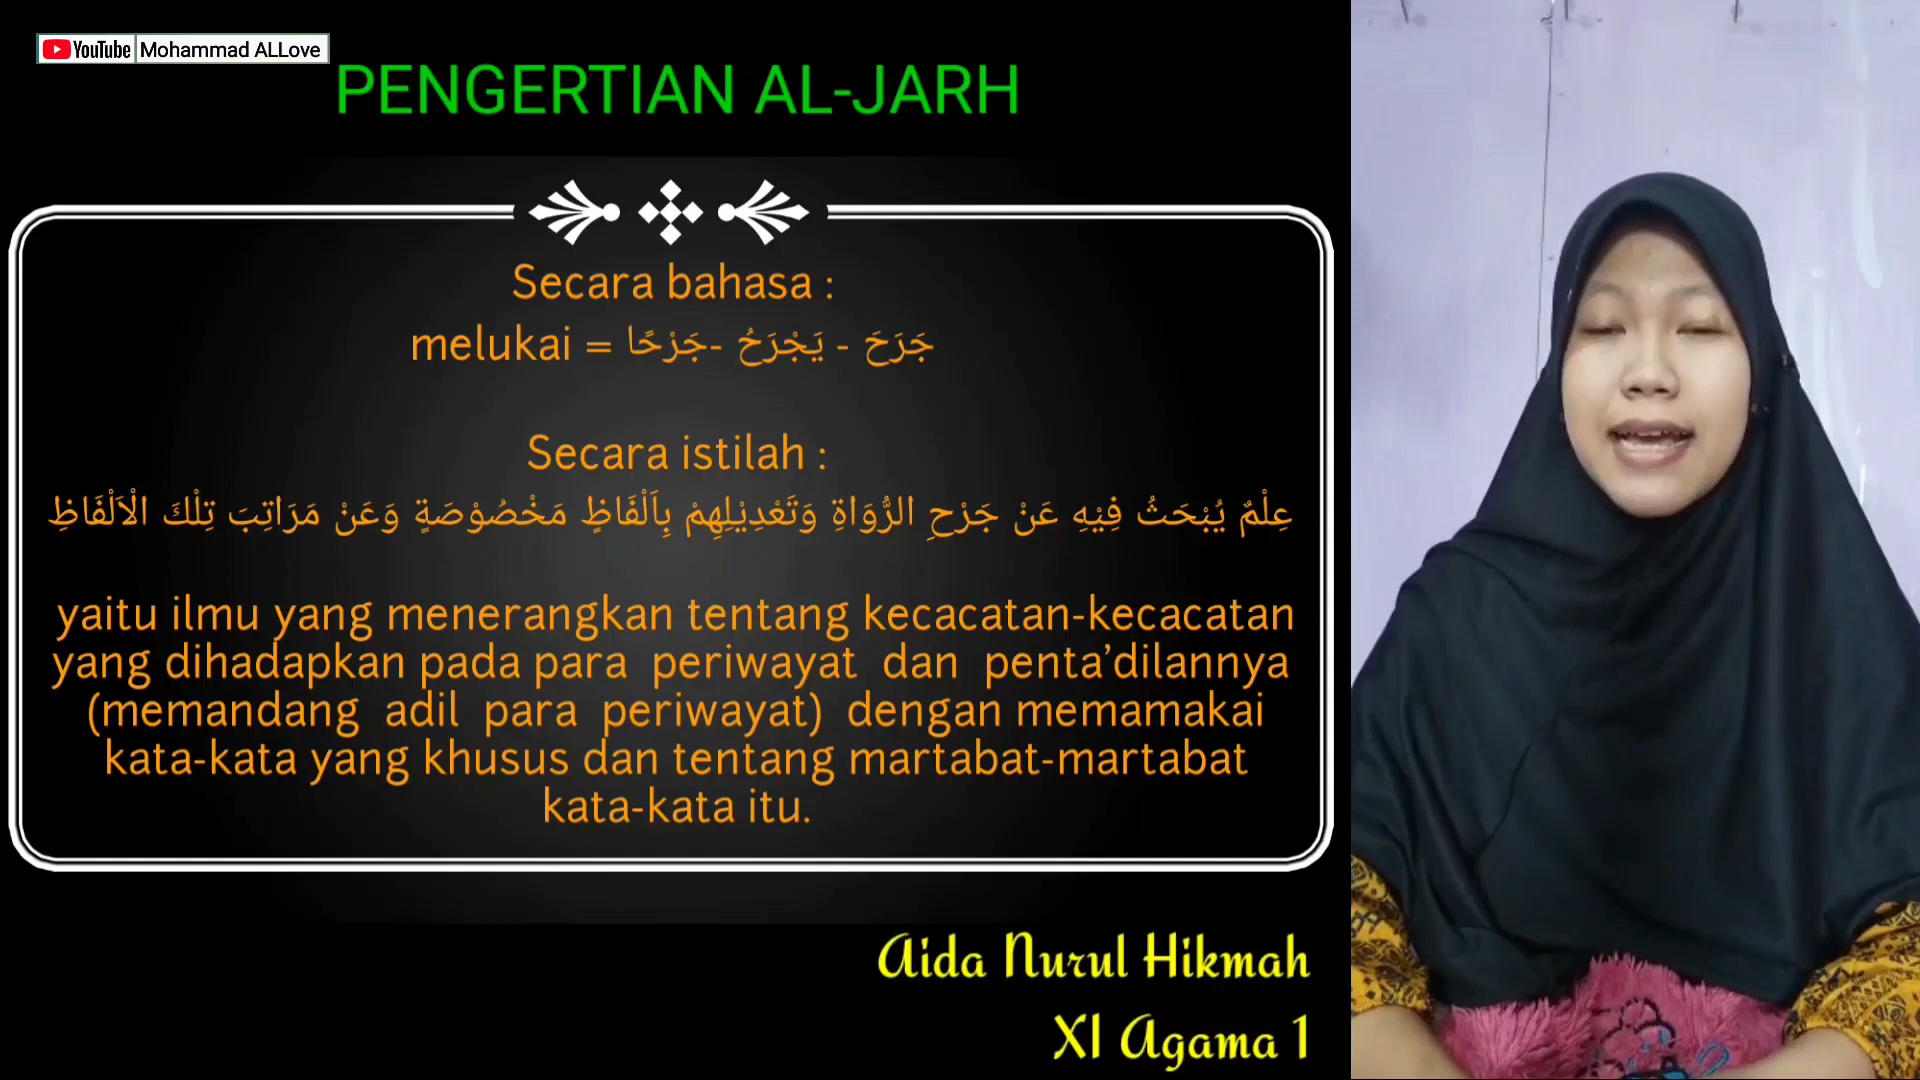 YouTube Mohammad ALLove
PENGERTIAN AL-JARH
Secara bahasa :
melukai = جَرَحَ - يَجْرَحُ -جَرْحًا
Secara istilah :
عِلْمٌ يُبْحَثُ فِيْهِ عَنْ جَرْحِ الرُّوَاةِ وَتَعْدِيْلِهِمْ بِاَلْفَاظٍ مَخْصُوْصَةٍ وَعَنْ مَرَاتِبَ تِلْكَ الْاَلْفَاظِ
yaitu ilmu yang menerangkan tentang kecacatan-kecacatan
yang dihadapkan pada para periwayat dan penta’dilannya
(memandang adil para periwayat) dengan memamakai
kata-kata yang khusus dan tentang martabat-martabat
kata-kata itu.
Aida Nurul Hikmah
XI Agama 1